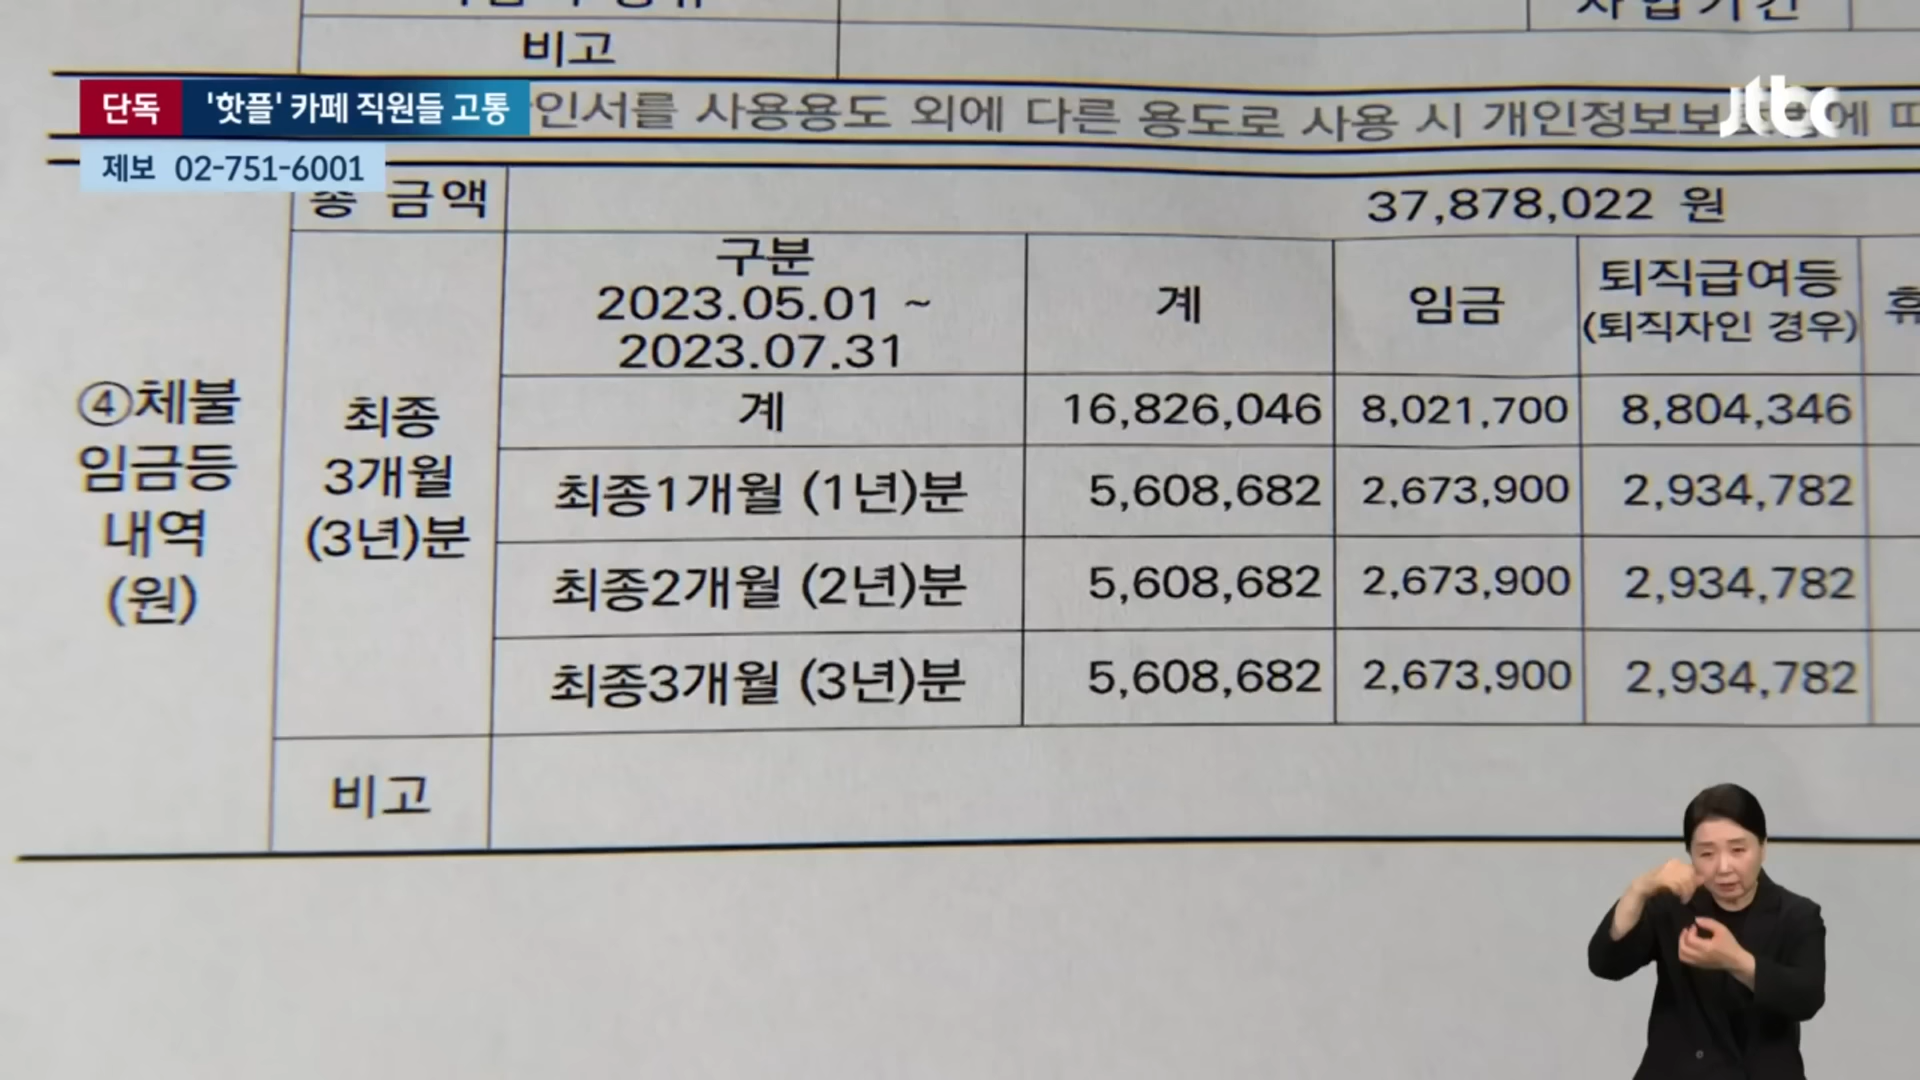 비고
단독 '핫플' 카페 직원들 고통
인서를 사용용도 외에 다른 용도로 사용 시 개인정보보호법에
jtbc
제보 02-751-6001
총 금액 37,878,022 원
구분 계 임금 퇴직급여등
2023.05.01 ~ (퇴직자인 경우)
2023.07.31
④체불
임금등
내역
(원)
최종
3개월
(3년)분
계 16,826,046 8,021,700 8,804,346
최종1개월 (1년)분 5,608,682 2,673,900 2,934,782
최종2개월 (2년)분 5,608,682 2,673,900 2,934,782
최종3개월 (3년)분 5,608,682 2,673,900 2,934,782
비고